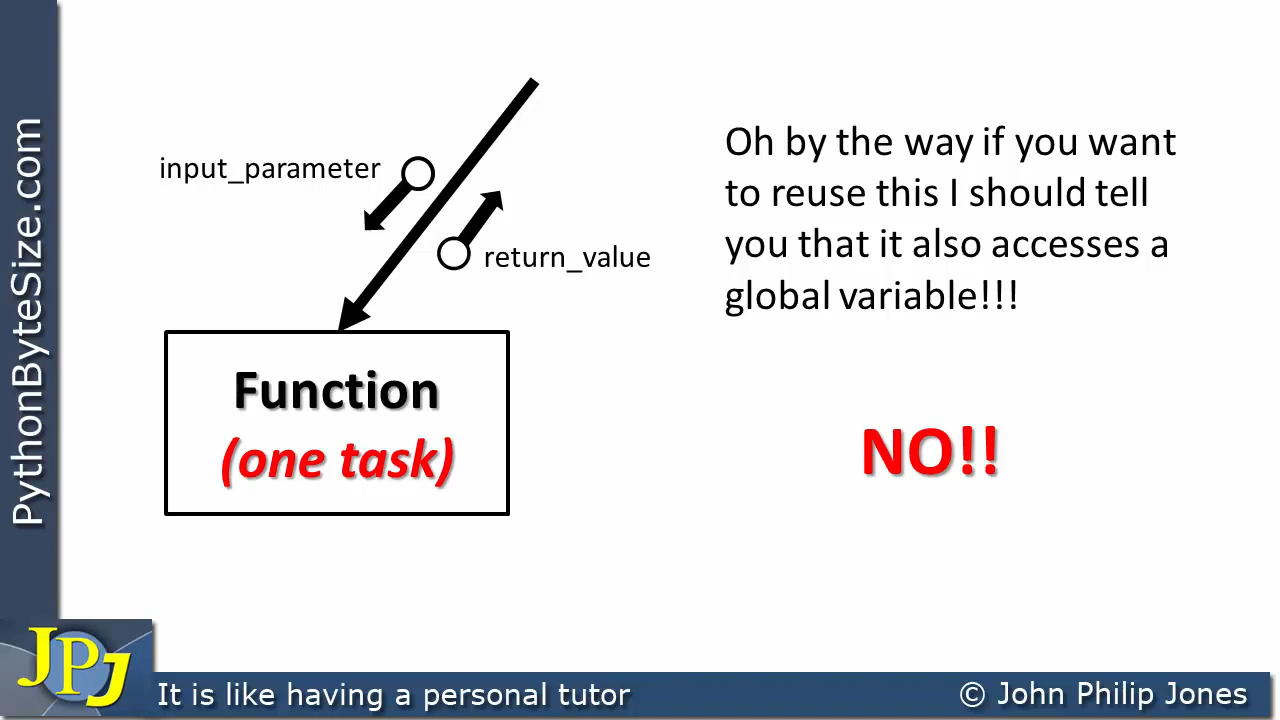 PythonByteSize.com
input_parameter
return_value
Function
(one task)
Oh by the way if you want
to reuse this I should tell
you that it also accesses a
global variable!!!
NO!!
JPJ
It is like having a personal tutor
© John Philip Jones